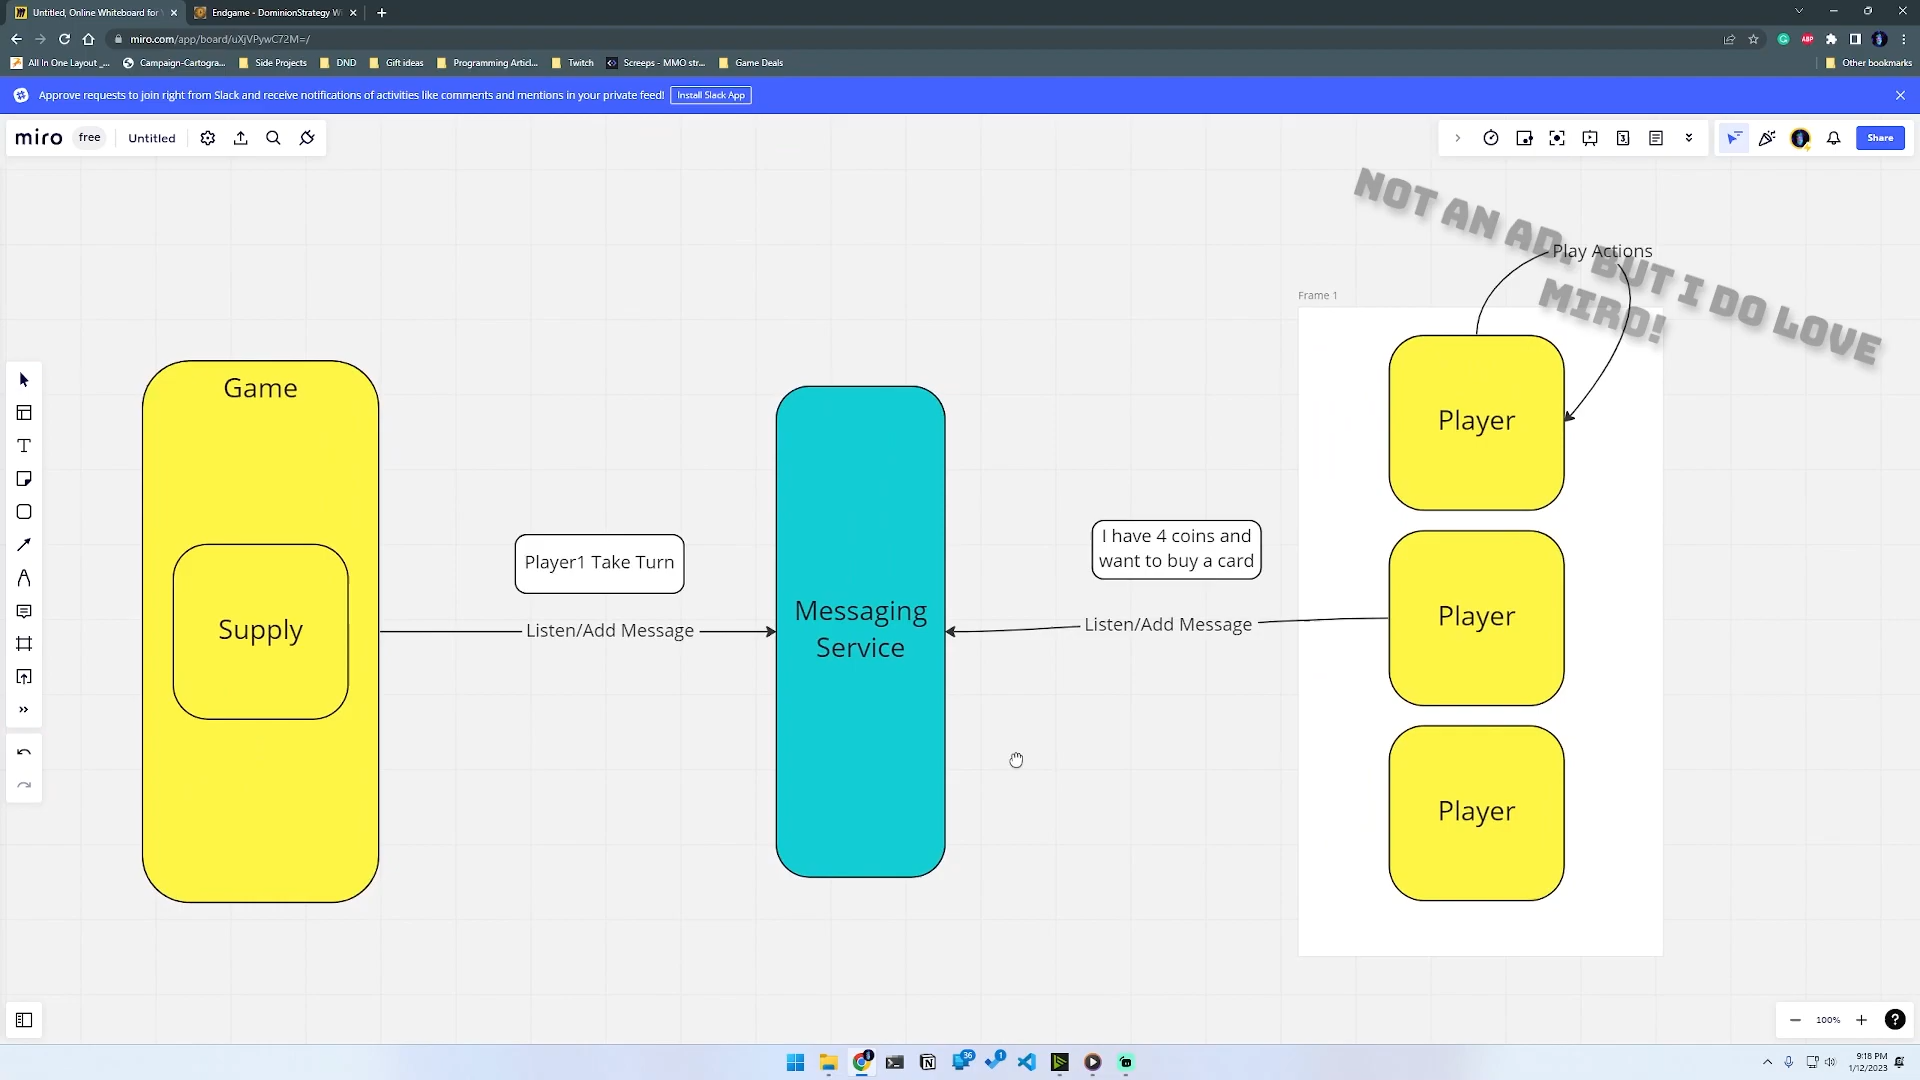 Untitled, Online Whiteboard for V
Endgame - DominionStrategy Wi
miro.com/app/board/uXjVPywC72M=/
All In One Layout _...
Campaign-Cartogra...
Side Projects
DND
Gift ideas
Programming Articl...
Twitch
Screeps - MMO str...
Game Deals
Other bookmarks
Approve requests to join right from Slack and receive notifications of activities like comments and mentions in your private feed!
Install Slack App
miro
free
Untitled
Share
NOT AN AD, BUT I DO LOVE
MIRO!
Play Actions
Frame 1
Game
Supply
Player1 Take Turn
Listen/Add Message
Messaging
Service
I have 4 coins and
want to buy a card
Listen/Add Message
Player
Player
Player
100%
36
1
9:18 PM
1/12/2023